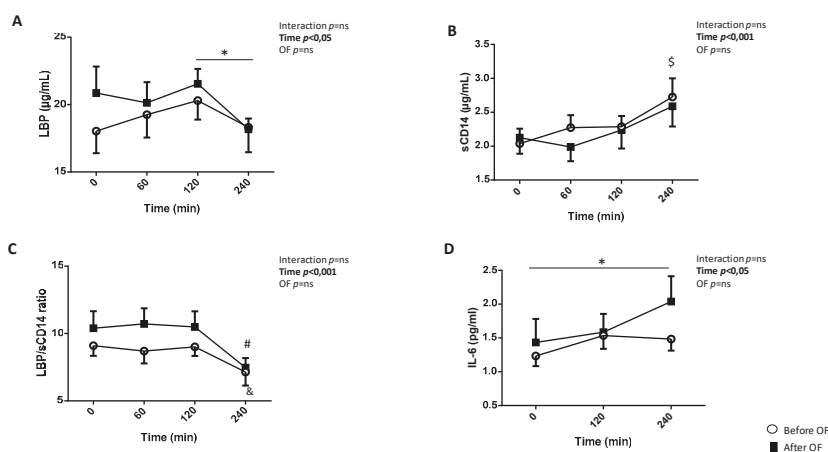 A
Interaction p=ns
Time p<0,05
OF p=ns
*
25
20
15
LBP (µg/mL)
0
60
120
240
Time (min)
B
Interaction p=ns
Time p<0,001
OF p=ns
$
3.5
3.0
2.5
2.0
1.5
sCD14 (µg/mL)
0
60
120
240
Time (min)
C
Interaction p=ns
Time p<0,001
OF p=ns
15
10
5
LBP/sCD14 ratio
#
&
0
60
120
240
Time (min)
D
Interaction p=ns
Time p<0,05
OF p=ns
*
2.5
2.0
1.5
1.0
0.5
IL-6 (pg/ml)
0
120
240
Time (min)
Before OF
After OF